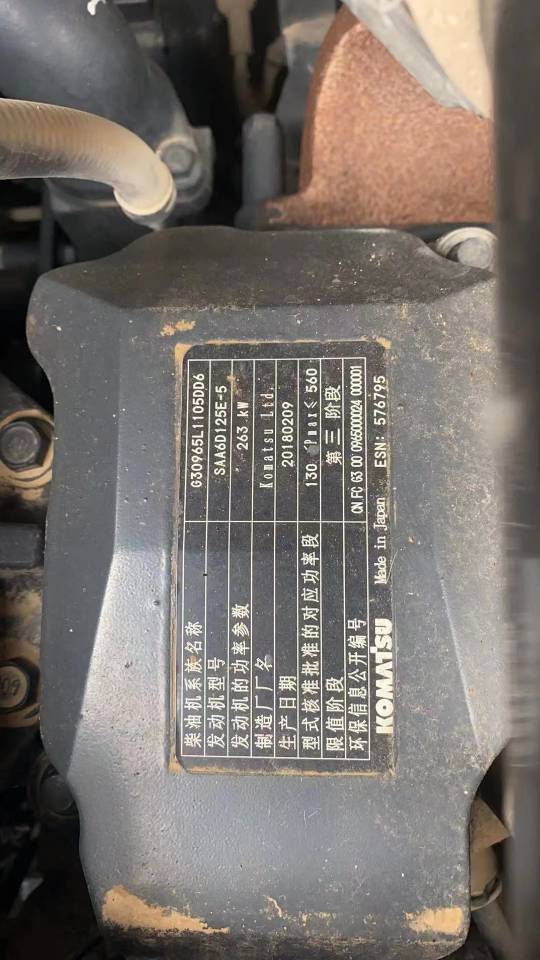 柴油机系族名称 G30965L1105DD6
发动机型号 SAA6D125E-5
发动机的功率参数 263 kW
制造厂厂名 Komatsu Ltd.
生产日期 20180209
型式核准批准的对应功率段 130 ≤Pmax≤ 560
限值阶段 第三阶段
环保信息公开编号 CN FC G3 00 0965000024 000001
KOMATSU Made in Japan ESN: 576795